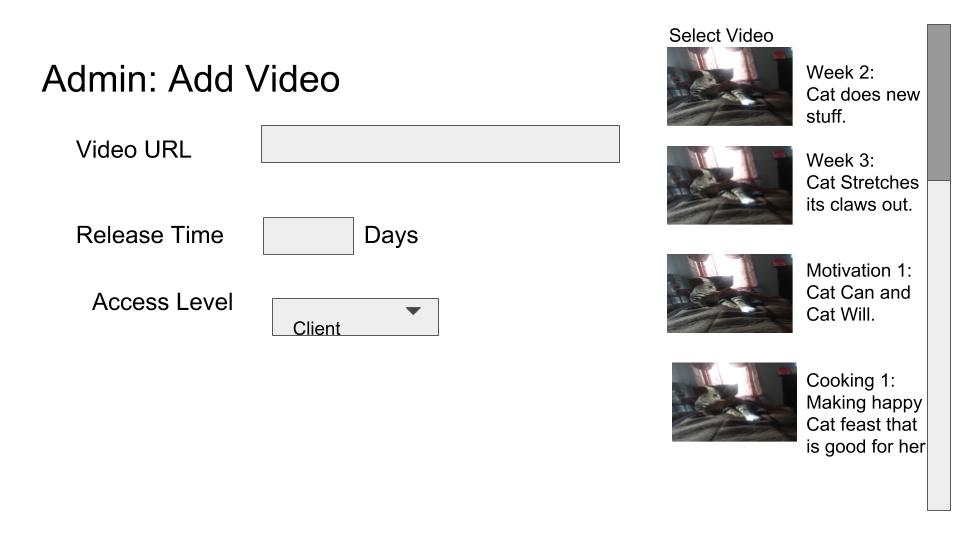 Admin: Add Video
Video URL
Release Time
Days
Access Level
Client
Select Video
Week 2:
Cat does new
stuff.
Week 3:
Cat Stretches
its claws out.
Motivation 1:
Cat Can and
Cat Will.
Cooking 1:
Making happy
Cat feast that
is good for her